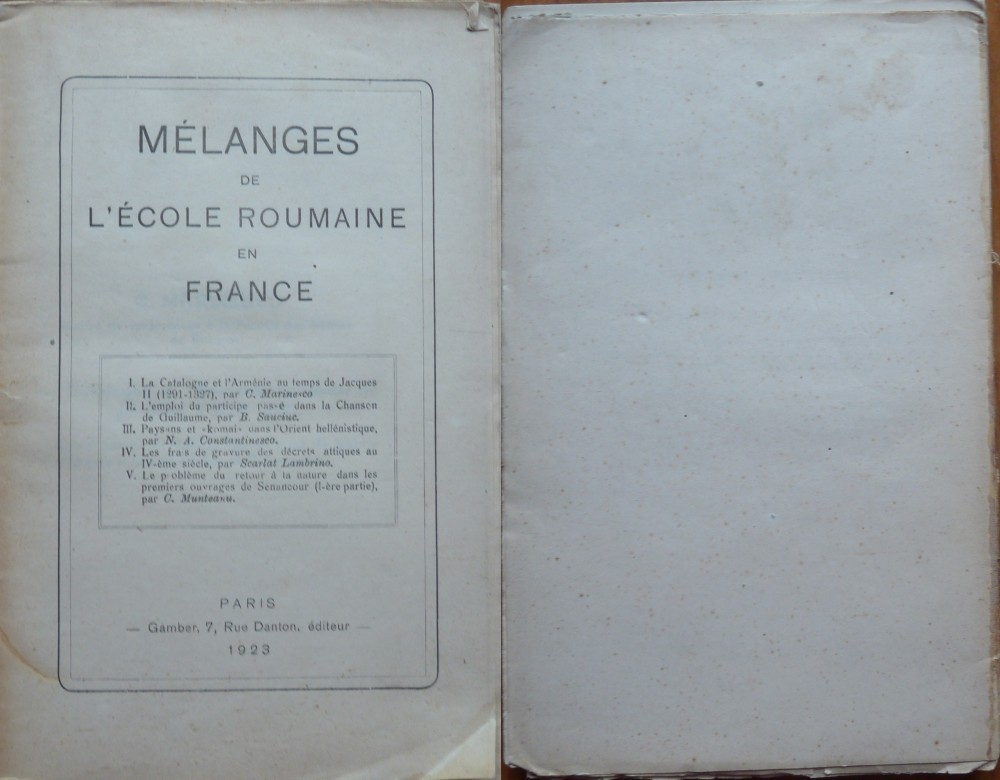 MÉLANGES
DE
L'ÉCOLE ROUMAINE
EN
FRANCE
I. La Catalogne et l'Arménie au temps de Jacques
II (1291-1327), par C. Marinesco
II. L'emploi du participe passé dans la Chanson
de Guillaume, par B. Sauciuc.
III. Paysans et «komai» dans l'Orient hellénistique,
par N. A. Constantinesco.
IV. Les frais de gravure des décrets attiques au
IV-ème siècle, par Scarlat Lambrino.
V. Le problème du retour à la nature dans les
premiers ouvrages de Senancour (I-ère partie),
par C. Munteanu.
PARIS
— Gamber, 7, Rue Danton, éditeur —
1923